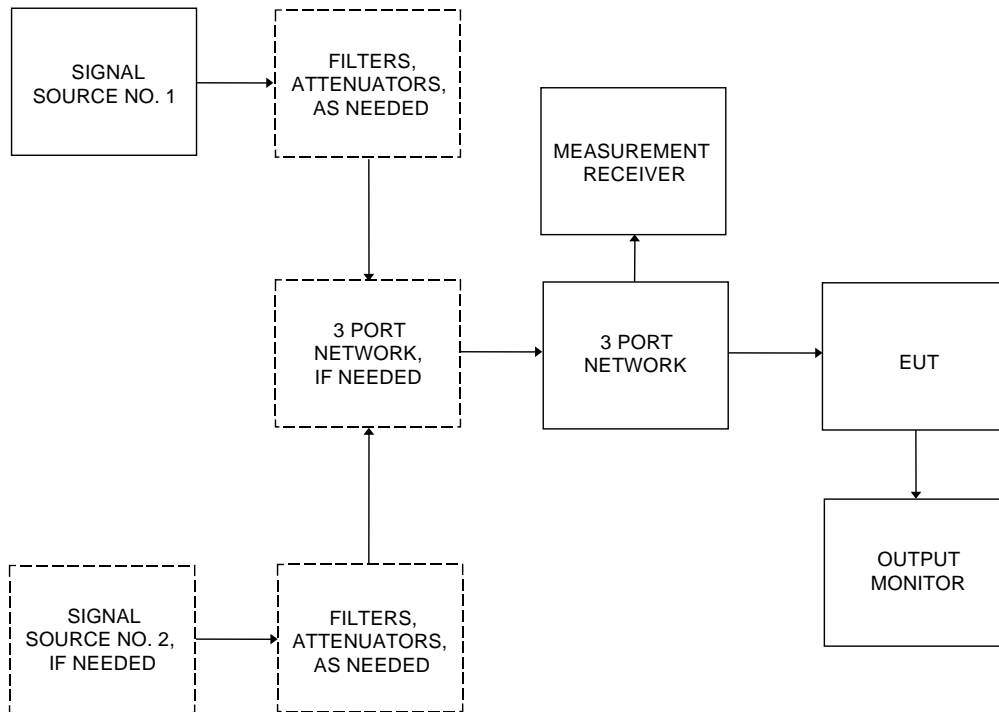 SIGNAL
SOURCE NO. 1
FILTERS,
ATTENUATORS,
AS NEEDED
MEASUREMENT
RECEIVER
3 PORT
NETWORK,
IF NEEDED
3 PORT
NETWORK
EUT
OUTPUT
MONITOR
SIGNAL
SOURCE NO. 2,
IF NEEDED
FILTERS,
ATTENUATORS,
AS NEEDED